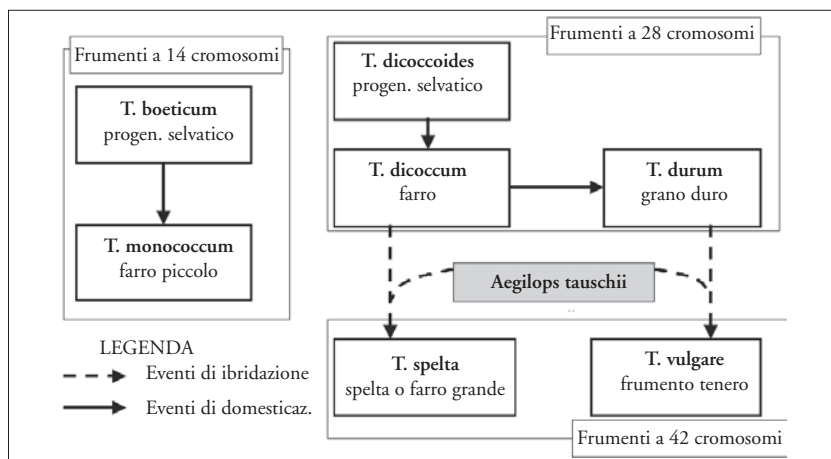 Frumenti a 14 cromosomi
T. boeticum
progen. selvatico
T. monococcum
farro piccolo
Frumenti a 28 cromosomi
T. dicoccoides
progen. selvatico
T. dicoccum
farro
T. durum
grano duro
Aegilops tauschii
T. spelta
spelta o farro grande
T. vulgare
frumento tenero
Frumenti a 42 cromosomi
LEGENDA
Eventi di ibridazione
Eventi di domesticaz.